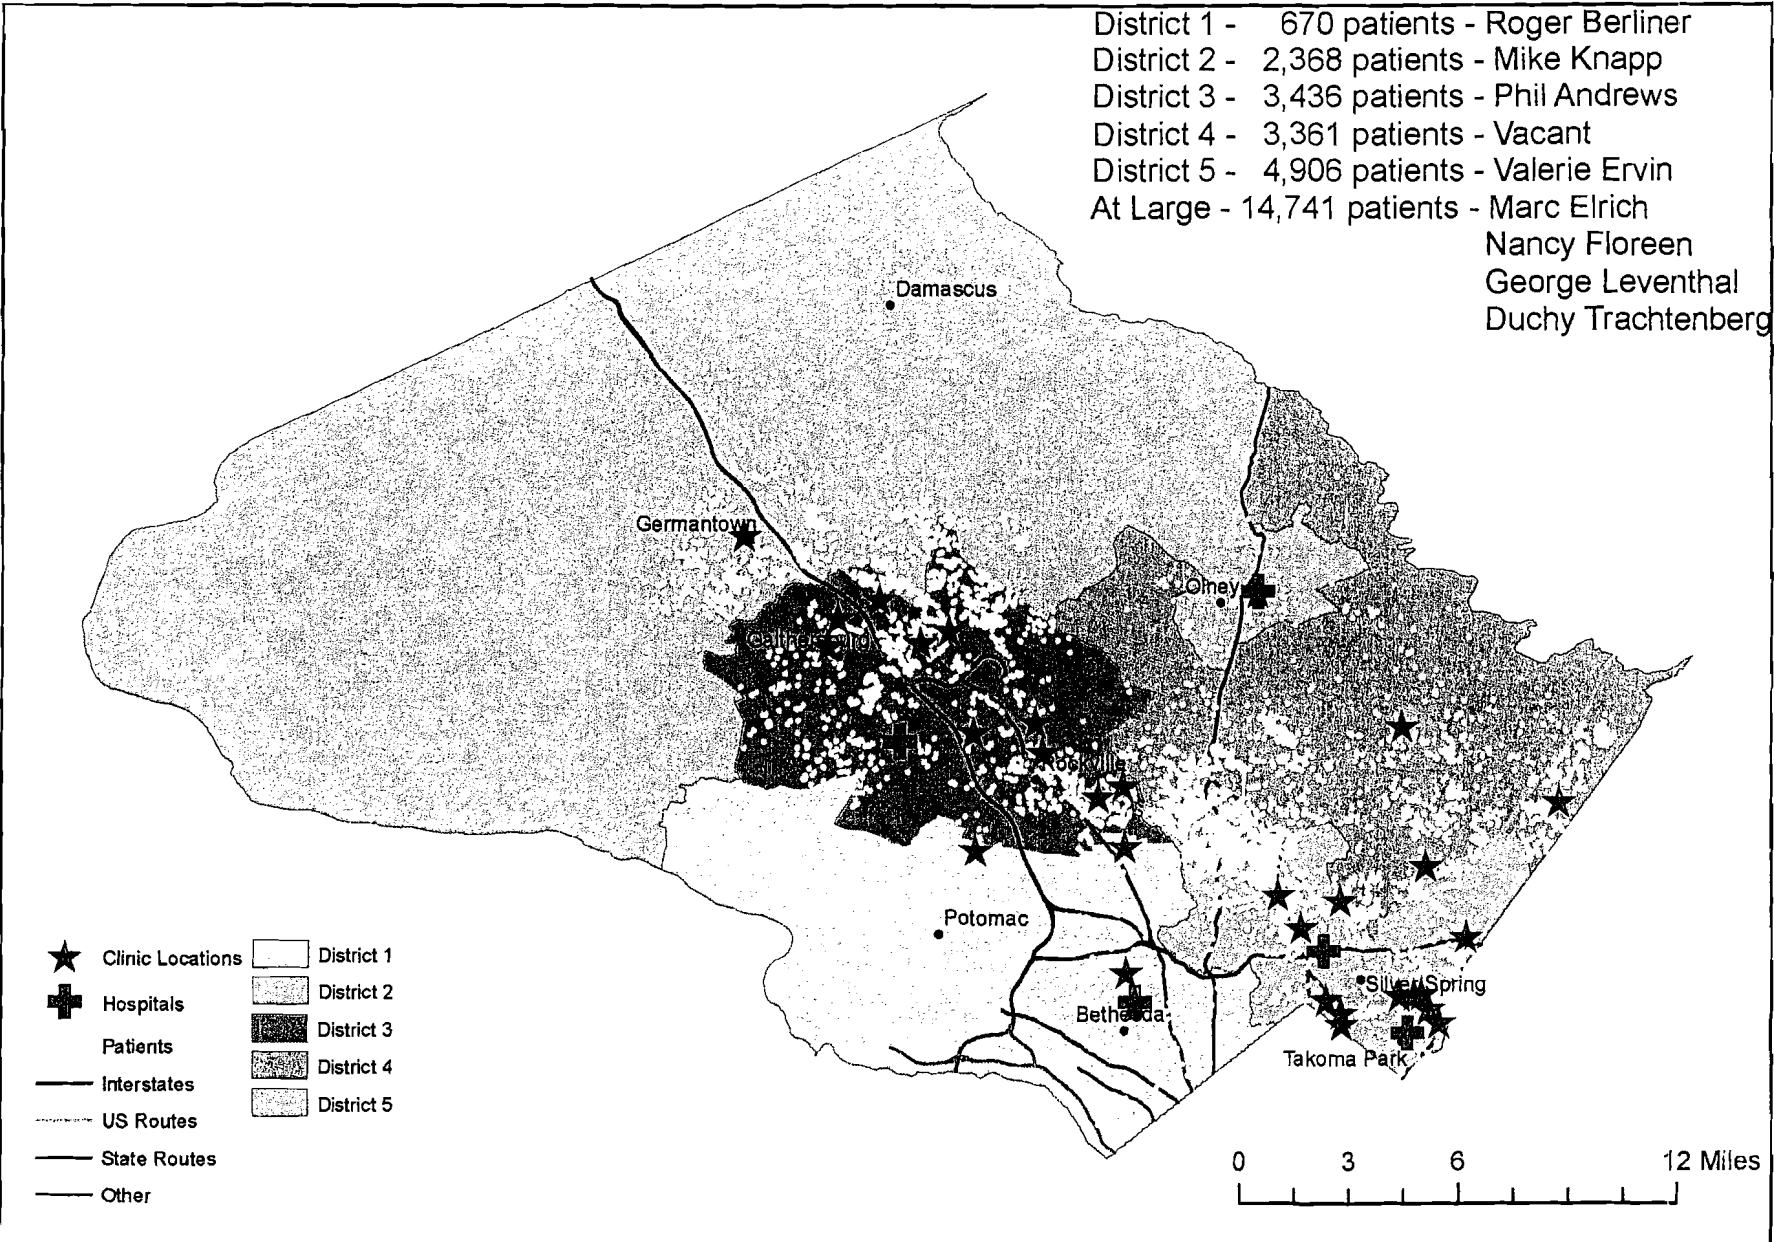 District 1 - 670 patients - Roger Berliner
District 2 - 2,368 patients - Mike Knapp
District 3 - 3,436 patients - Phil Andrews
District 4 - 3,361 patients - Vacant
District 5 - 4,906 patients - Valerie Ervin
At Large - 14,741 patients - Marc Elrich
Nancy Floreen
George Leventhal
Duchy Trachtenberg
Damascus
Germantown
Olney
Gaithersburg
Rockville
Potomac
Silver Spring
Bethesda
Takoma Park
Clinic Locations
Hospitals
Patients
Interstates
US Routes
State Routes
Other
District 1
District 2
District 3
District 4
District 5
0 3 6 12 Miles